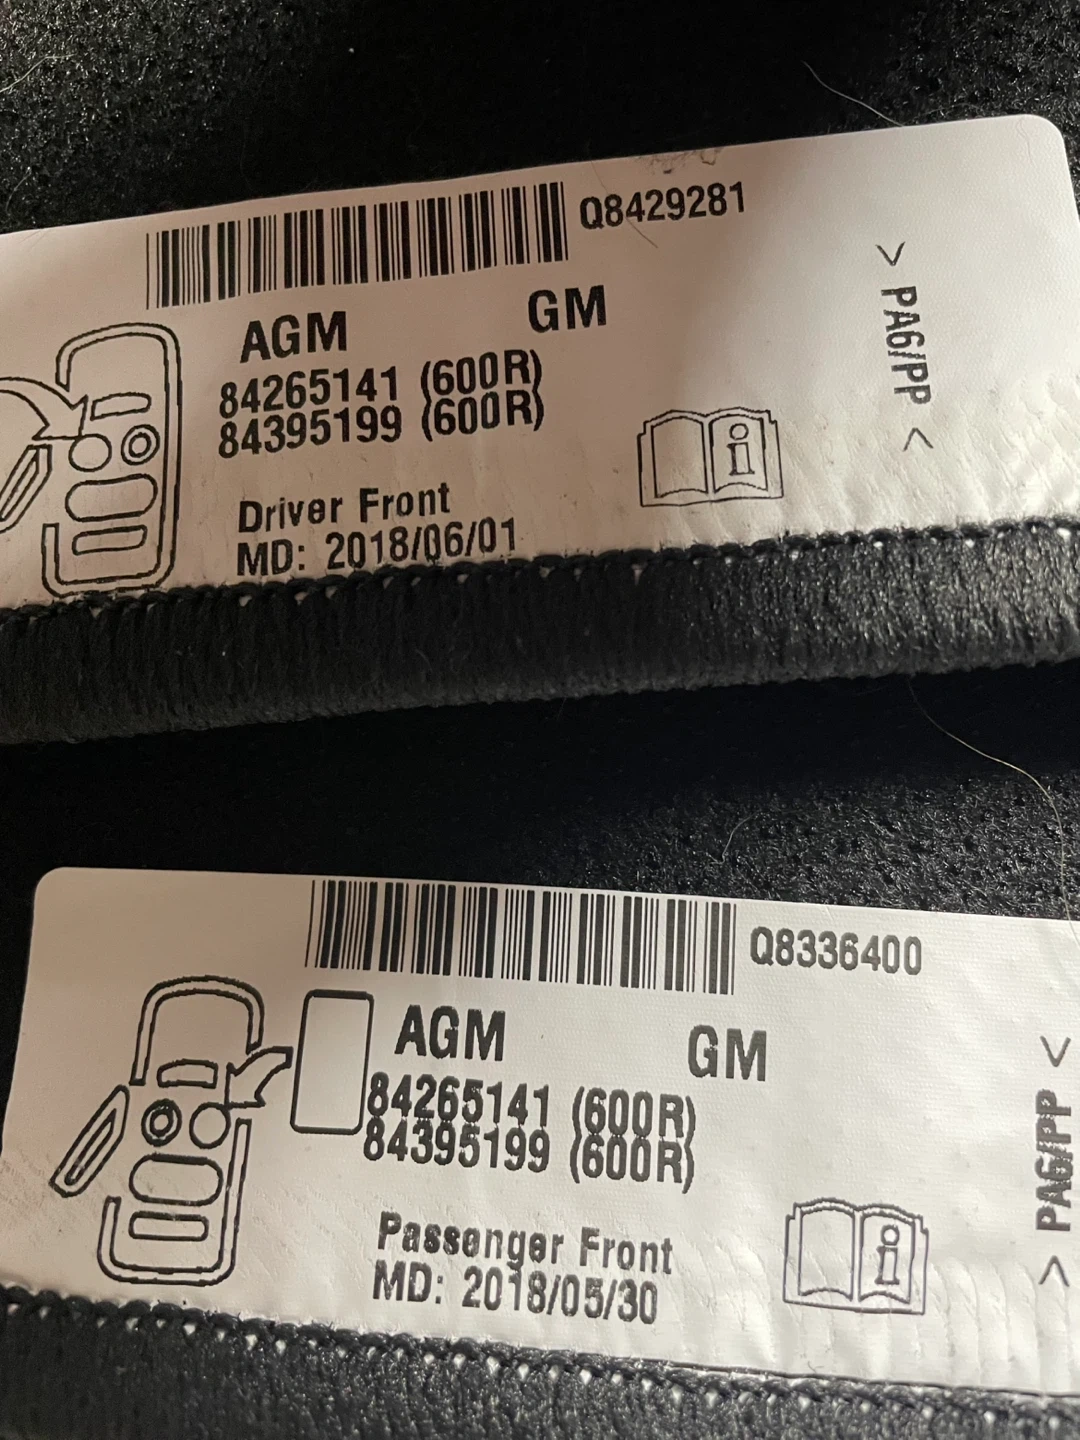 Q8429281
AGM GM
84265141 (600R)
84395199 (600R)
Driver Front
MD: 2018/06/01
> PA6/PP <
Q8336400
AGM GM
84265141 (600R)
84395199 (600R)
Passenger Front
MD: 2018/05/30
> PA6/PP <